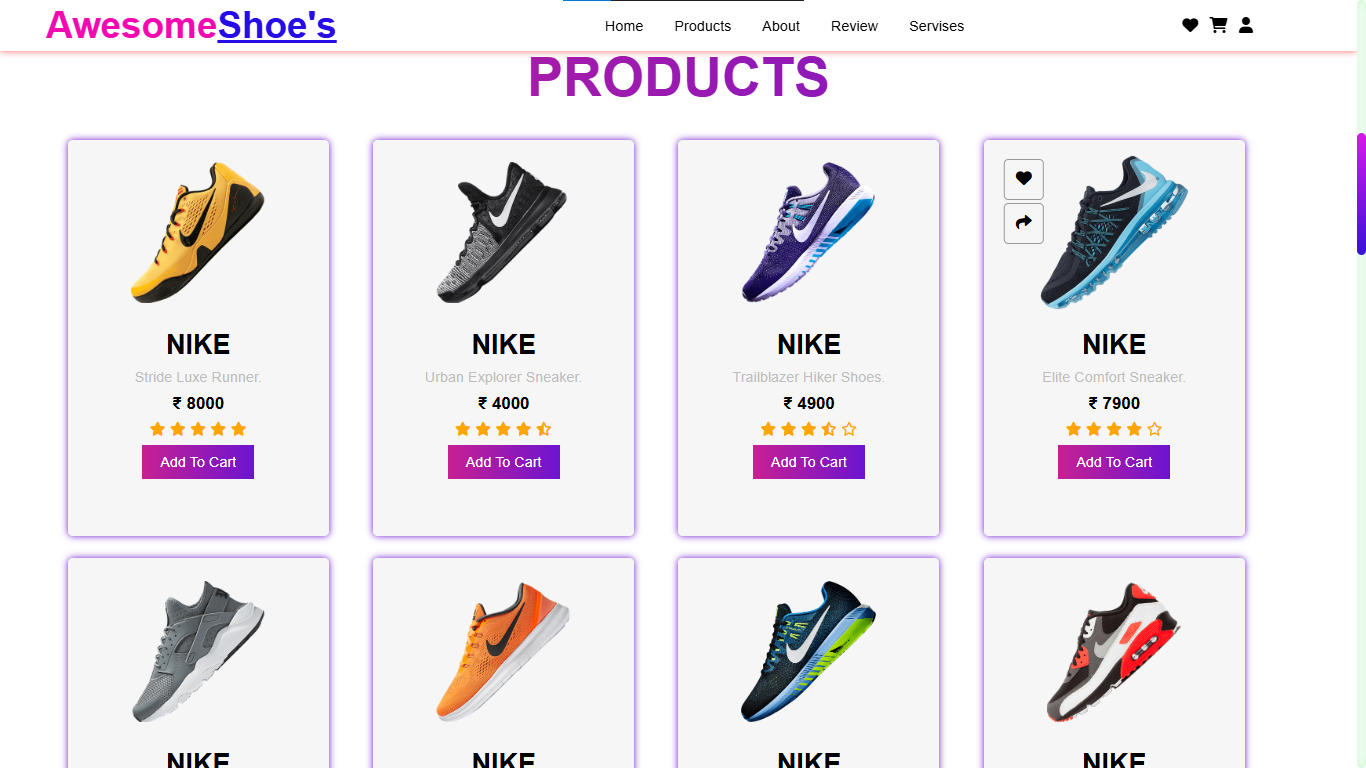 AwesomeShoe's
Home Products About Review Servises
PRODUCTS
NIKE
Stride Luxe Runner.
₹ 8000
Add To Cart
NIKE
Urban Explorer Sneaker.
₹ 4000
Add To Cart
NIKE
Trailblazer Hiker Shoes.
₹ 4900
Add To Cart
NIKE
Elite Comfort Sneaker.
₹ 7900
Add To Cart
NIKE
NIKE
NIKE
NIKE